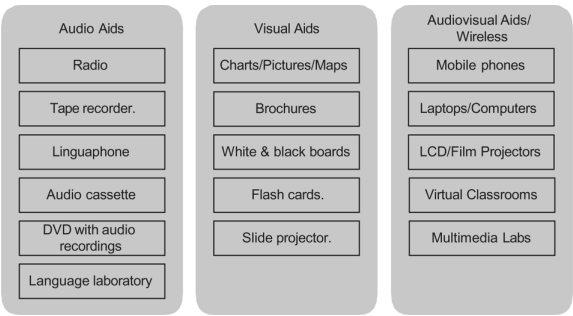 Audio Aids
Radio
Tape recorder.
Linguaphone
Audio cassette
DVD with audio
recordings
Language laboratory
Visual Aids
Charts/Pictures/Maps
Brochures
White & black boards
Flash cards.
Slide projector.
Audiovisual Aids/
Wireless
Mobile phones
Laptops/Computers
LCD/Film Projectors
Virtual Classrooms
Multimedia Labs